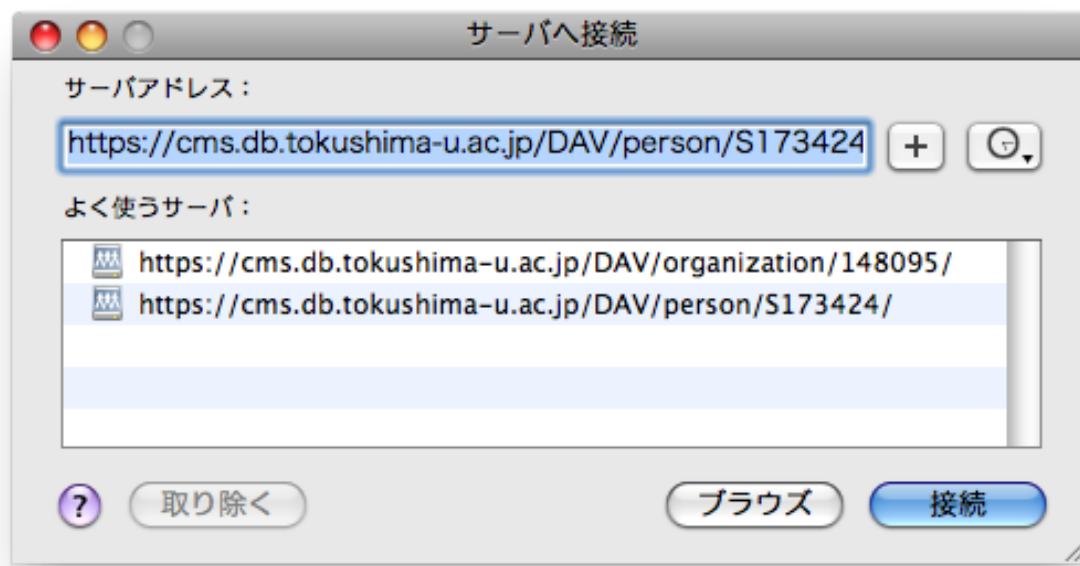 サーバへ接続
サーバアドレス：
https://cms.db.tokushima-u.ac.jp/DAV/person/S173424
よく使うサーバ：
https://cms.db.tokushima-u.ac.jp/DAV/organization/148095/
https://cms.db.tokushima-u.ac.jp/DAV/person/S173424/
取り除く
ブラウズ
接続